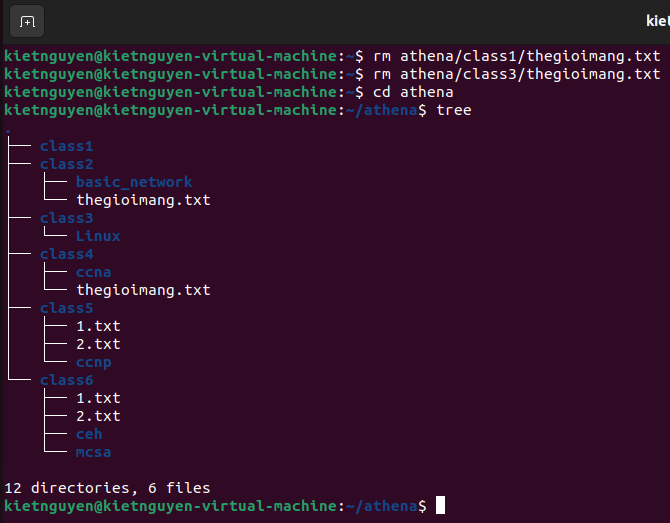 kie
kietnguyen@kietnguyen-virtual-machine:~$ rm athena/class1/thegioimang.txt
kietnguyen@kietnguyen-virtual-machine:~$ rm athena/class3/thegioimang.txt
kietnguyen@kietnguyen-virtual-machine:~$ cd athena
kietnguyen@kietnguyen-virtual-machine:~/athena$ tree
.
├── class1
├── class2
│   ├── basic_network
│   └── thegioimang.txt
├── class3
│   └── Linux
├── class4
│   ├── ccna
│   └── thegioimang.txt
├── class5
│   ├── 1.txt
│   ├── 2.txt
│   └── ccnp
└── class6
    ├── 1.txt
    ├── 2.txt
    ├── ceh
    └── mcsa
12 directories, 6 files
kietnguyen@kietnguyen-virtual-machine:~/athena$